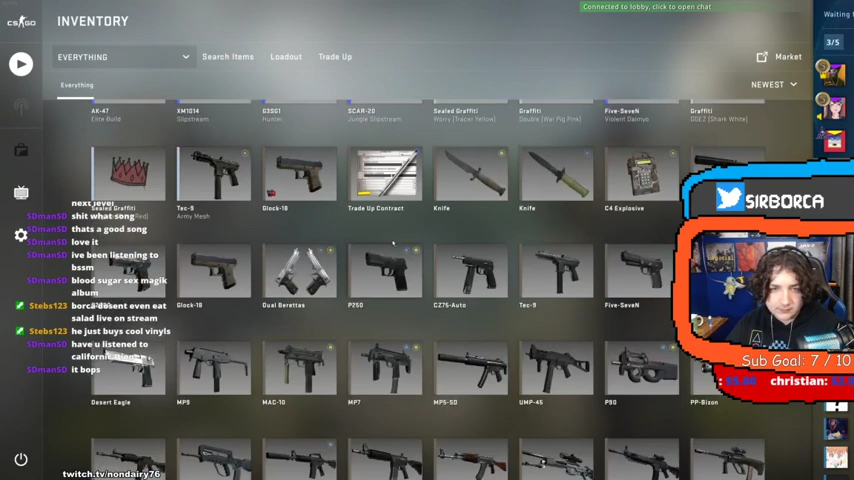 CS:GO
INVENTORY
Connected to lobby, click to open chat
Waiting
3/5
EVERYTHING
Search Items
Loadout
Trade Up
Market
Everything
NEWEST
AK-47
Elite Build
XM1014
Slipstream
G3SG1
Hunter
SCAR-20
Jungle Slipstream
Sealed Graffiti
Worry (Tracer Yellow)
Graffiti
Double (War Pig Pink)
Five-SeveN
Violent Daimyo
Graffiti
GGEZ (Shark White)
Sealed Graffiti
Tec-9
Army Mesh
Glock-18
Trade Up Contract
Knife
Knife
C4 Explosive
SIRBORCA
next level
SDmanSD shit what song
SDmanSD thats a good song
SDmanSD love it
SDmanSD ive been listening to
bssm
SDmanSD blood sugar sex magik
album
Stebs123 borca doesnt even eat
salad live on stream
Stebs123 he just buys cool vinyls
SDmanSD have u listened to
SDmanSD it bops
Glock-18
Dual Berettas
P250
CZ75-Auto
Tec-9
Five-SeveN
Sub Goal: 7 / 10
christian:
Desert Eagle
MP9
MAC-10
MP7
MP5-SD
UMP-45
P90
PP-Bizon
twitch.tv/nondairy76